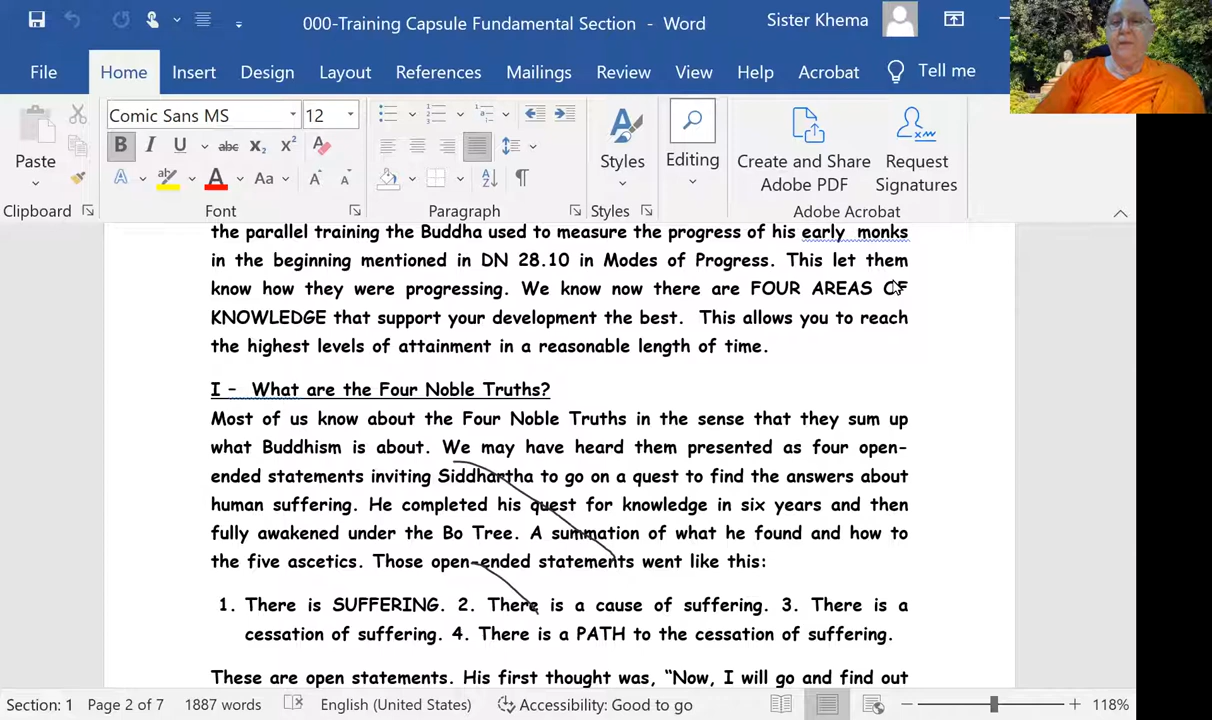 000-Training Capsule Fundamental Section - Word
Sister Khema
File Home Insert Design Layout References Mailings Review View Help Acrobat Tell me
Comic Sans MS 12
Paste
B I U abc x₂ x²
A A Aa A A
Styles
Editing
Create and Share Adobe PDF
Request Signatures
Clipboard Font Paragraph Styles Adobe Acrobat
the parallel training the Buddha used to measure the progress of his early monks
in the beginning mentioned in DN 28.10 in Modes of Progress. This let them
know how they were progressing. We know now there are FOUR AREAS OF
KNOWLEDGE that support your development the best. This allows you to reach
the highest levels of attainment in a reasonable length of time.
I – What are the Four Noble Truths?
Most of us know about the Four Noble Truths in the sense that they sum up
what Buddhism is about. We may have heard them presented as four open-
ended statements inviting Siddhartha to go on a quest to find the answers about
human suffering. He completed his quest for knowledge in six years and then
fully awakened under the Bo Tree. A summation of what he found and how to
the five ascetics. Those open-ended statements went like this:
1. There is SUFFERING. 2. There is a cause of suffering. 3. There is a
cessation of suffering. 4. There is a PATH to the cessation of suffering.
These are open statements. His first thought was, “Now, I will go and find out
Section: 1 Page 2 of 7 1887 words English (United States) Accessibility: Good to go 118%